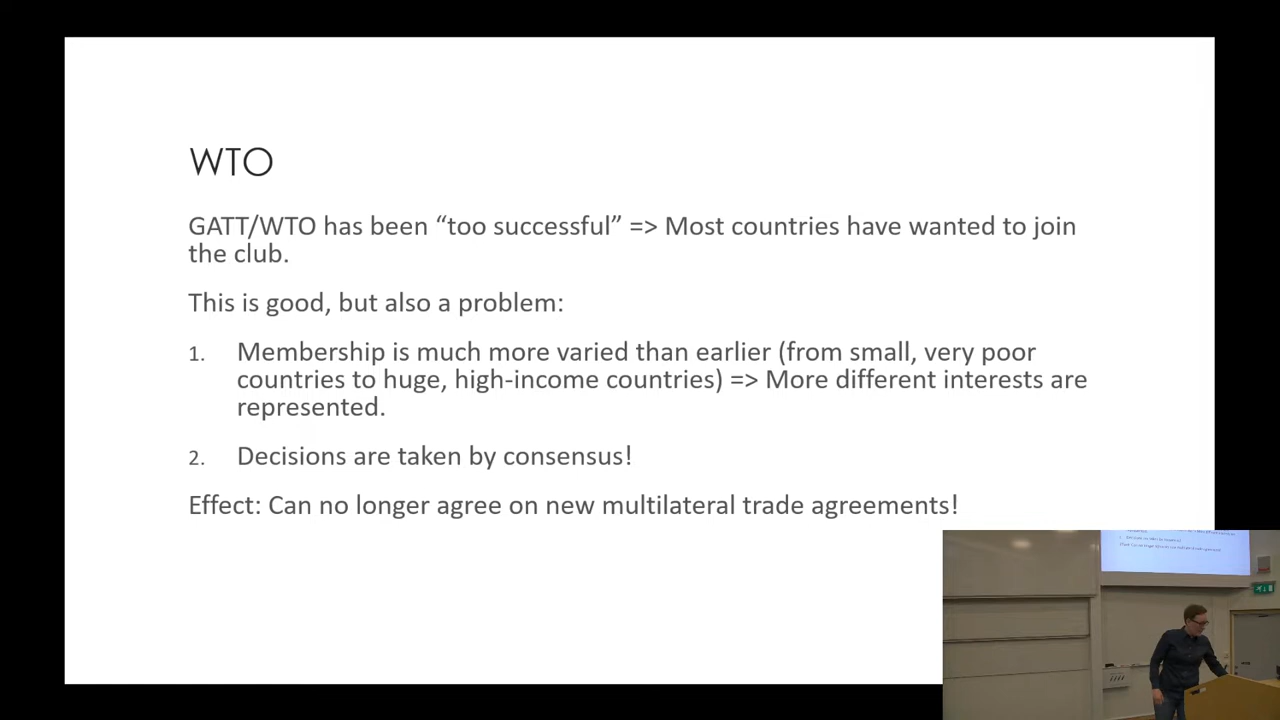 WTO
GATT/WTO has been “too successful” => Most countries have wanted to join
the club.
This is good, but also a problem:
1. Membership is much more varied than earlier (from small, very poor
countries to huge, high-income countries) => More different interests are
represented.
2. Decisions are taken by consensus!
Effect: Can no longer agree on new multilateral trade agreements!